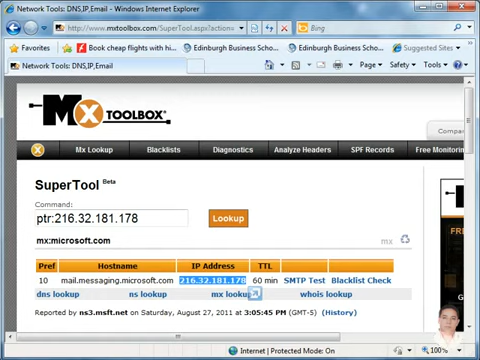 Network Tools: DNS,IP,Email - Windows Internet Explorer
http://www.mxtoolbox.com/SuperTool.aspx?action=
Bing
Favorites
Book cheap flights with h...
Edinburgh Business Scho...
Edinburgh Business Scho...
Suggested Sites
Network Tools: DNS,IP,Email
Page
Safety
Tools
Mx TOOLBOX
Compar
Mx Lookup
Blacklists
Diagnostics
Analyze Headers
SPF Records
Free Monitorin
SuperTool Beta
Command:
ptr:216.32.181.178
Lookup
mx:microsoft.com
mx
Pref Hostname IP Address TTL
10 mail.messaging.microsoft.com 216.32.181.178 60 min SMTP Test Blacklist Check
dns lookup ns lookup mx lookup whois lookup
Reported by ns3.msft.net on Saturday, August 27, 2011 at 3:05:45 PM (GMT-5) (History)
Internet | Protected Mode: On
100%